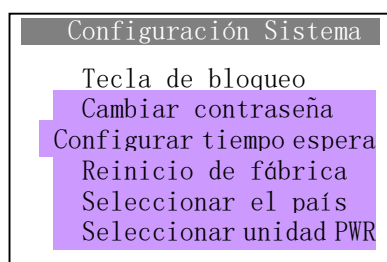 Configuración Sistema
Tecla de bloqueo
Cambiar contraseña
Configurar tiempo espera
Reinicio de fábrica
Seleccionar el país
Seleccionar unidad PWR